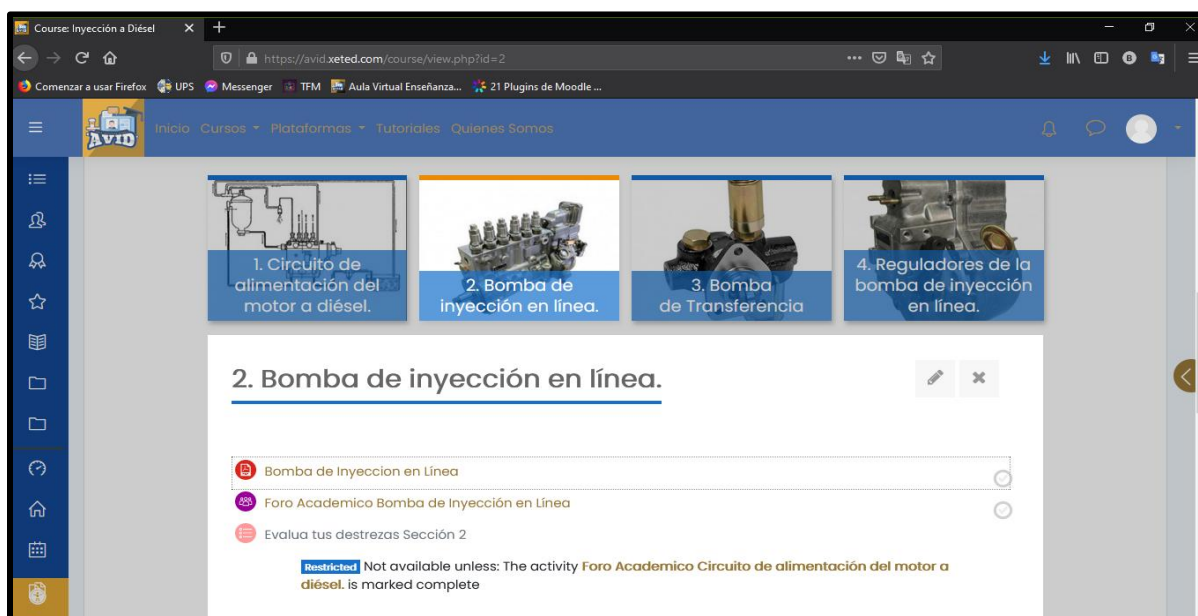 Course: Inyección a Diésel
https://avid.xeted.com/course/view.php?id=2
Comenzar a usar Firefox UPS Messenger TFM Aula Virtual Enseñanza... 21 Plugins de Moodle ...
AVID Inicio Cursos Plataformas Tutoriales Quienes Somos
1. Circuito de
alimentación del
motor a diésel.
2. Bomba de
inyección en línea.
3. Bomba
de Transferencia
4. Reguladores de la
bomba de inyección
en línea.
2. Bomba de inyección en línea.
Bomba de Inyeccion en Línea
Foro Academico Bomba de Inyección en Línea
Evalua tus destrezas Sección 2
Restricted Not available unless: The activity Foro Academico Circuito de alimentación del motor a
diésel. is marked complete